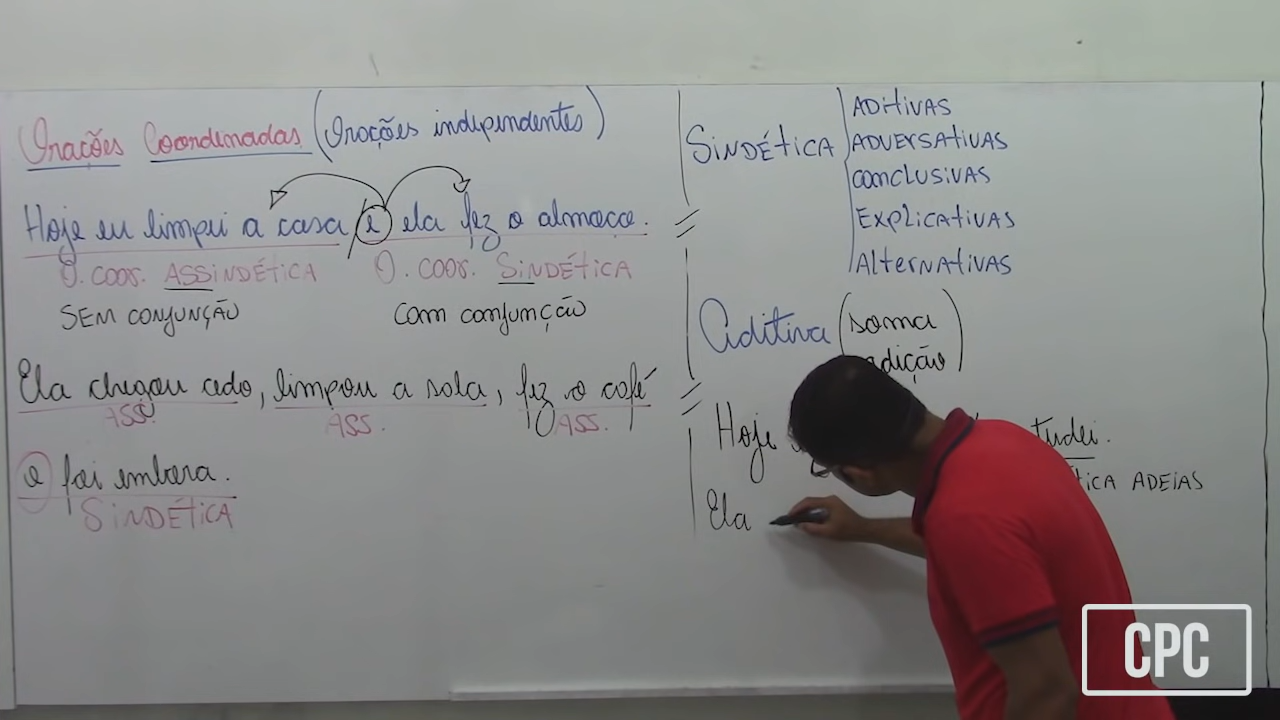 Orações Coordenadas (Orações independentes)
Hoje eu limpei a casa / e ela fez o almoço.
O. coor. ASSINDÉTICA O. coor. SINDÉTICA
SEM CONJUNÇÃO com conjunção
Ela chegou cedo, limpou a sala, fez o café
ASS. ASS. ASS.
e foi embora.
SINDÉTICA
SINDÉTICA
ADITIVAS
ADVERSATIVAS
CONCLUSIVAS
EXPLICATIVAS
ALTERNATIVAS
Aditiva (soma
adição)
Hoje tudei.
TICA ADEIAS
Ela
CPC